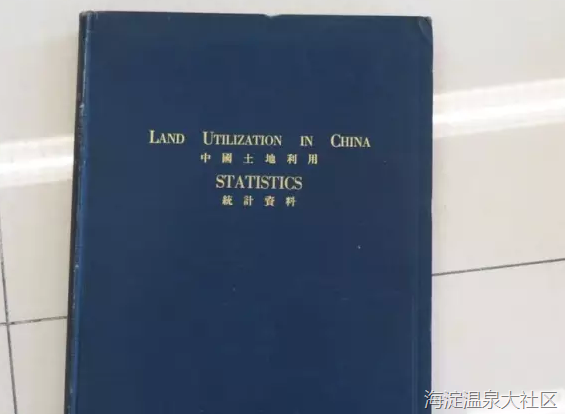 LAND UTILIZATION IN CHINA
中國土地利用
STATISTICS
統計資料
海淀温泉大社区